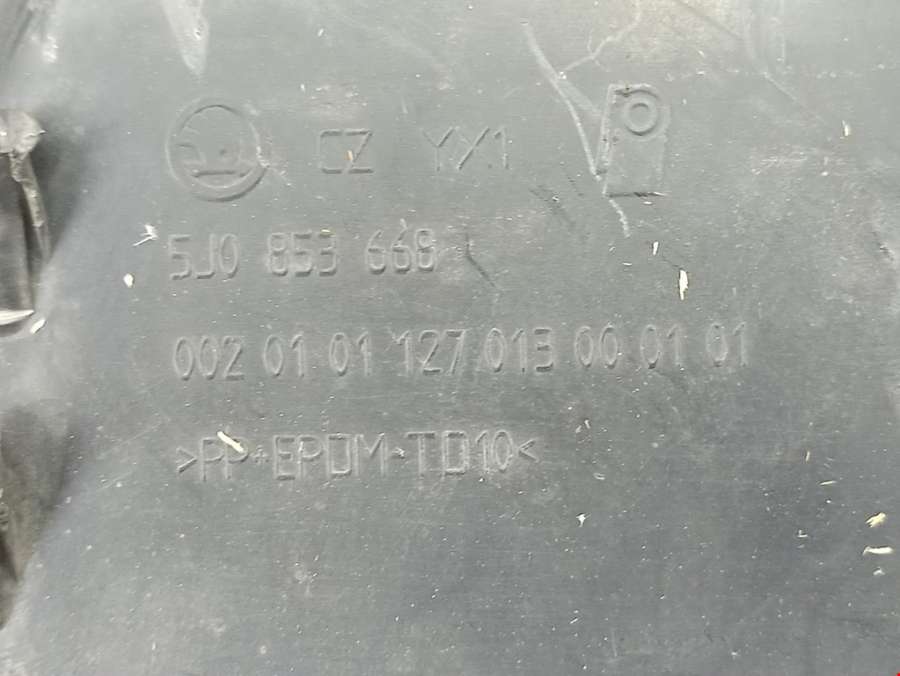 CZ YX1
5J0 853 668
002 01 01 127 013 00 01 01
>PP+EPDM-TD10<